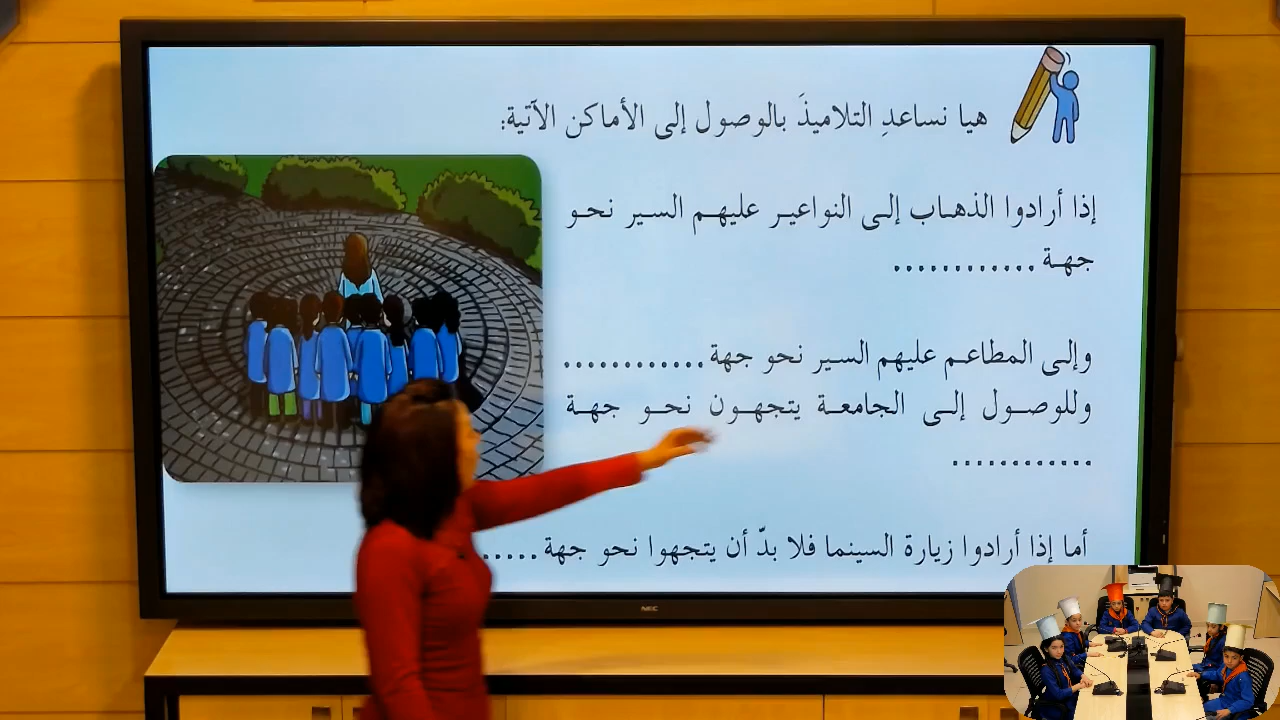 هيا نساعدِ التلاميذَ بالوصول إلى الأماكن الآتية:
إذا أرادوا الذهاب إلى النواعير عليهم السير نحو
جهة ............
وإلى المطاعم عليهم السير نحو جهة............
وللوصول إلى الجامعة يتجهون نحو جهة
............
أما إذا أرادوا زيارة السينما فلا بدّ أن يتجهوا نحو جهة.....
NEC